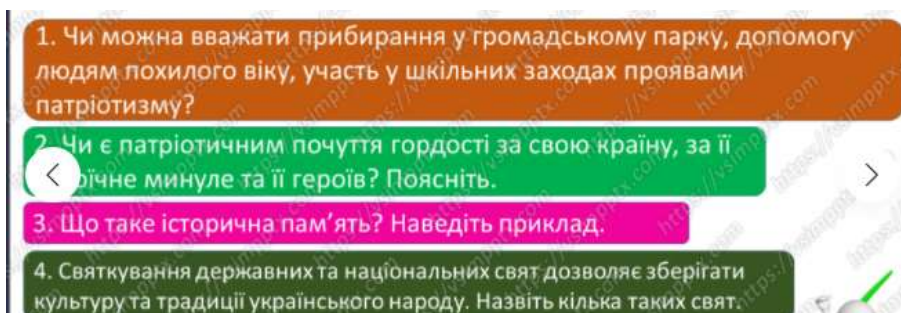 1. Чи можна вважати прибирання у громадському парку, допомогу
людям похилого віку, участь у шкільних заходах проявами
патріотизму?
2. Чи є патріотичним почуття гордості за свою країну, за її
минуле та її героїв? Поясніть.
3. Що таке історична пам’ять? Наведіть приклад.
4. Святкування державних та національних свят дозволяє зберігати
культуру та традиції українського народу. Назвіть кілька таких свят.